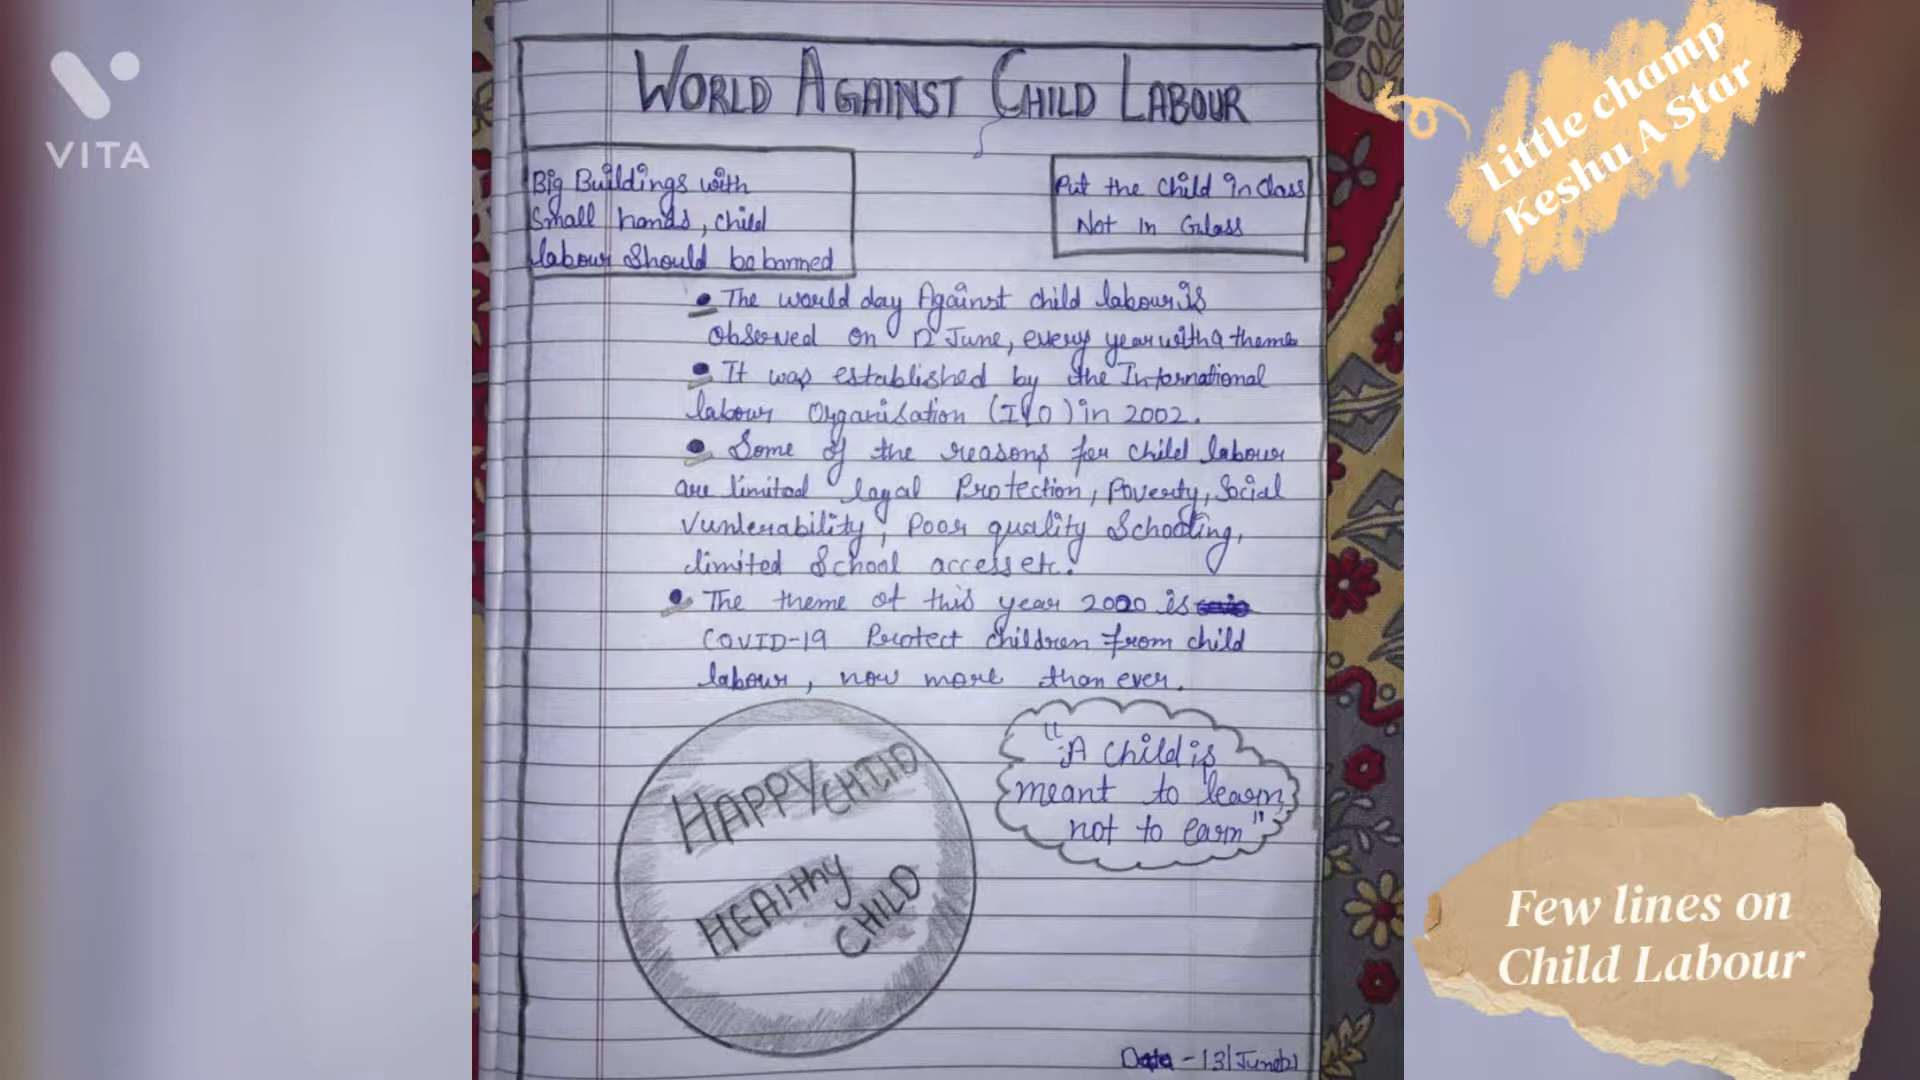 VITA
Little champ
Keshu A Star
WORLD AGAINST CHILD LABOUR
Big Buildings with
Small hands, child
labour Should be banned
Put the child in class
Not in Glass
The world day Against child labour is
observed on 12 June, every year with a theme
It was established by the International
labour Organisation (ILO) in 2002.
Some of the reasons for child labour
are limited legal Protection, Poverty, Social
Vunlerability, Poor quality Schooling,
limited School access etc.
The theme of this year 2020 is
COVID-19 Protect children from child
labour, now more than ever.
HAPPY CHILD
HEAlthy
CHILD
"A child is
meant to learn
not to earn"
Date - 13/June/21
Few lines on
Child Labour